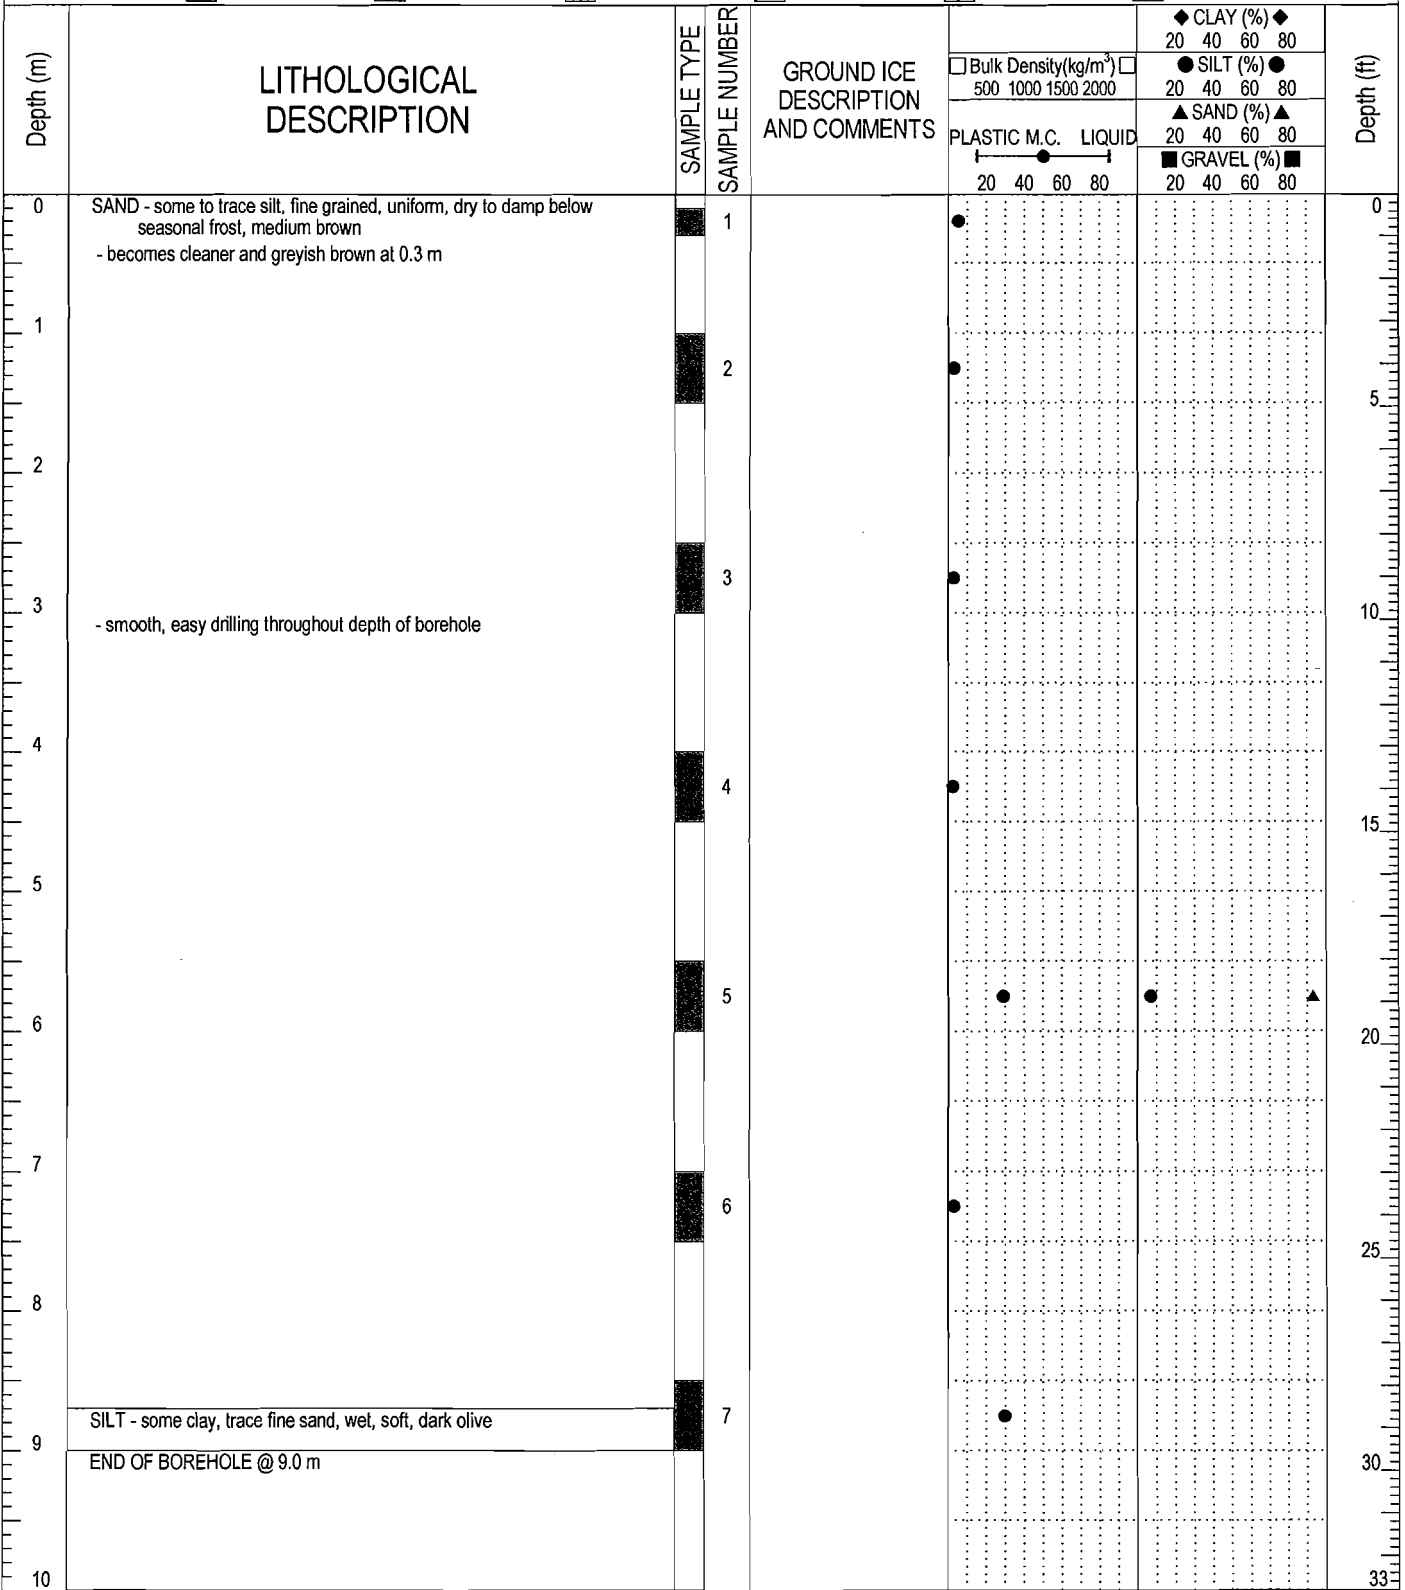 Depth (m)
LITHOLOGICAL
DESCRIPTION
SAMPLE TYPE
SAMPLE NUMBER
GROUND ICE
DESCRIPTION
AND COMMENTS
□ Bulk Density(kg/m³) □
500 1000 1500 2000
PLASTIC M.C. LIQUID
20 40 60 80
◆ CLAY (%) ◆
20 40 60 80
● SILT (%) ●
20 40 60 80
▲ SAND (%) ▲
20 40 60 80
■ GRAVEL (%) ■
20 40 60 80
Depth (ft)
0
SAND - some to trace silt, fine grained, uniform, dry to damp below
seasonal frost, medium brown
1
0
- becomes cleaner and greyish brown at 0.3 m
1
2
5
2
3
3
- smooth, easy drilling throughout depth of borehole
10
4
4
15
5
5
6
20
7
6
25
8
SILT - some clay, trace fine sand, wet, soft, dark olive
7
9
END OF BOREHOLE @ 9.0 m
30
10
33